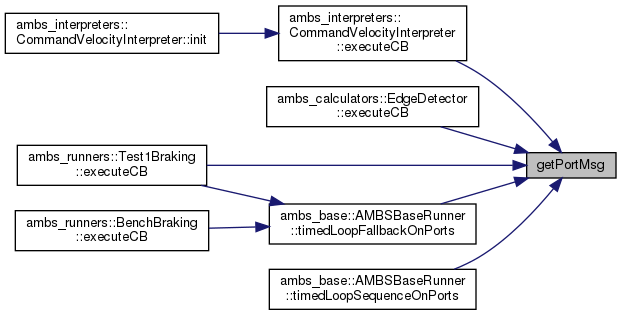 ambs_interpreters::
CommandVelocityInterpreter::init
ambs_interpreters::
CommandVelocityInterpreter
::executeCB
ambs_calculators::EdgeDetector
::executeCB
ambs_runners::Test1Braking
::executeCB
getPortMsg
ambs_runners::BenchBraking
::executeCB
ambs_base::AMBSBaseRunner
::timedLoopFallbackOnPorts
ambs_base::AMBSBaseRunner
::timedLoopSequenceOnPorts